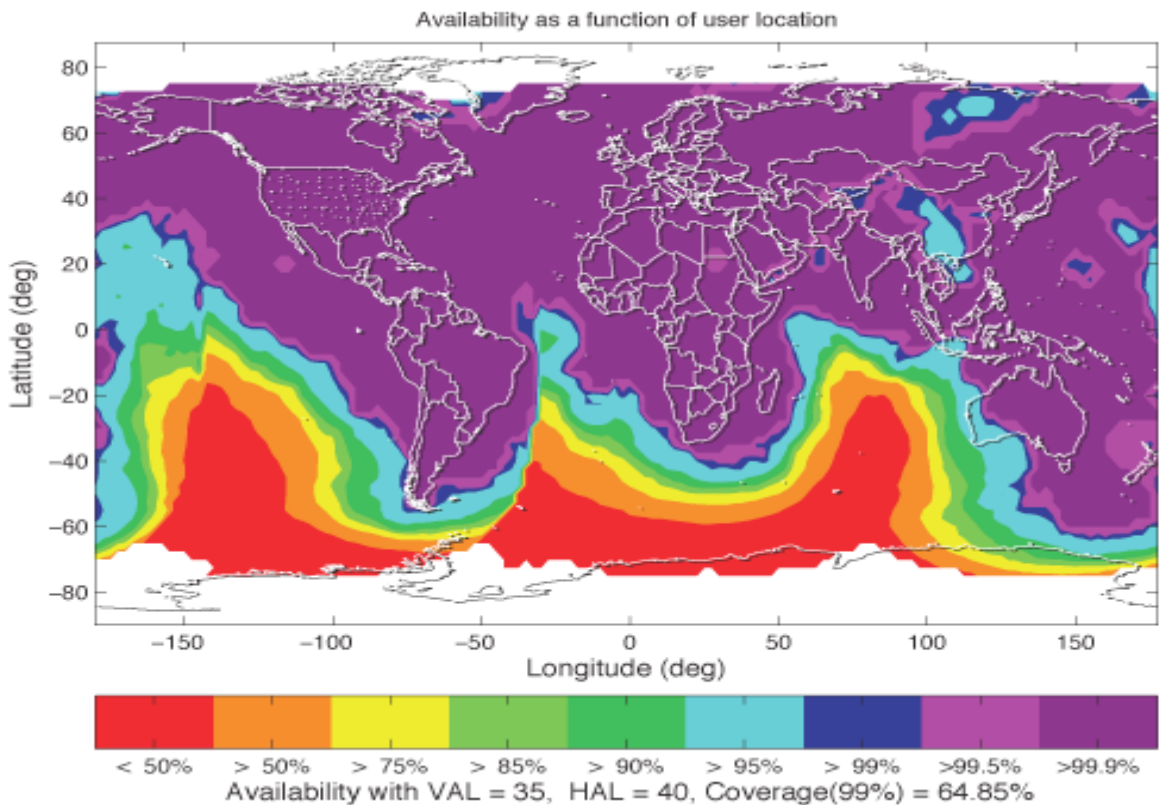 Availability as a function of user location
80
60
40
20
0
−20
−40
−60
−80
Latitude (deg)
−150 −100 −50 0 50 100 150
Longitude (deg)
< 50% > 50% > 75% > 85% > 90% > 95% > 99% >99.5% >99.9%
Availability with VAL = 35, HAL = 40, Coverage(99%) = 64.85%